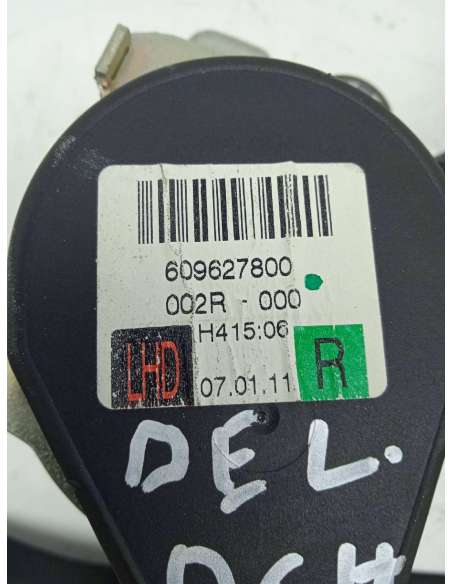 609627800
002R - 000
H415:06
LHD 07.01.11 R
DEL.
DCH